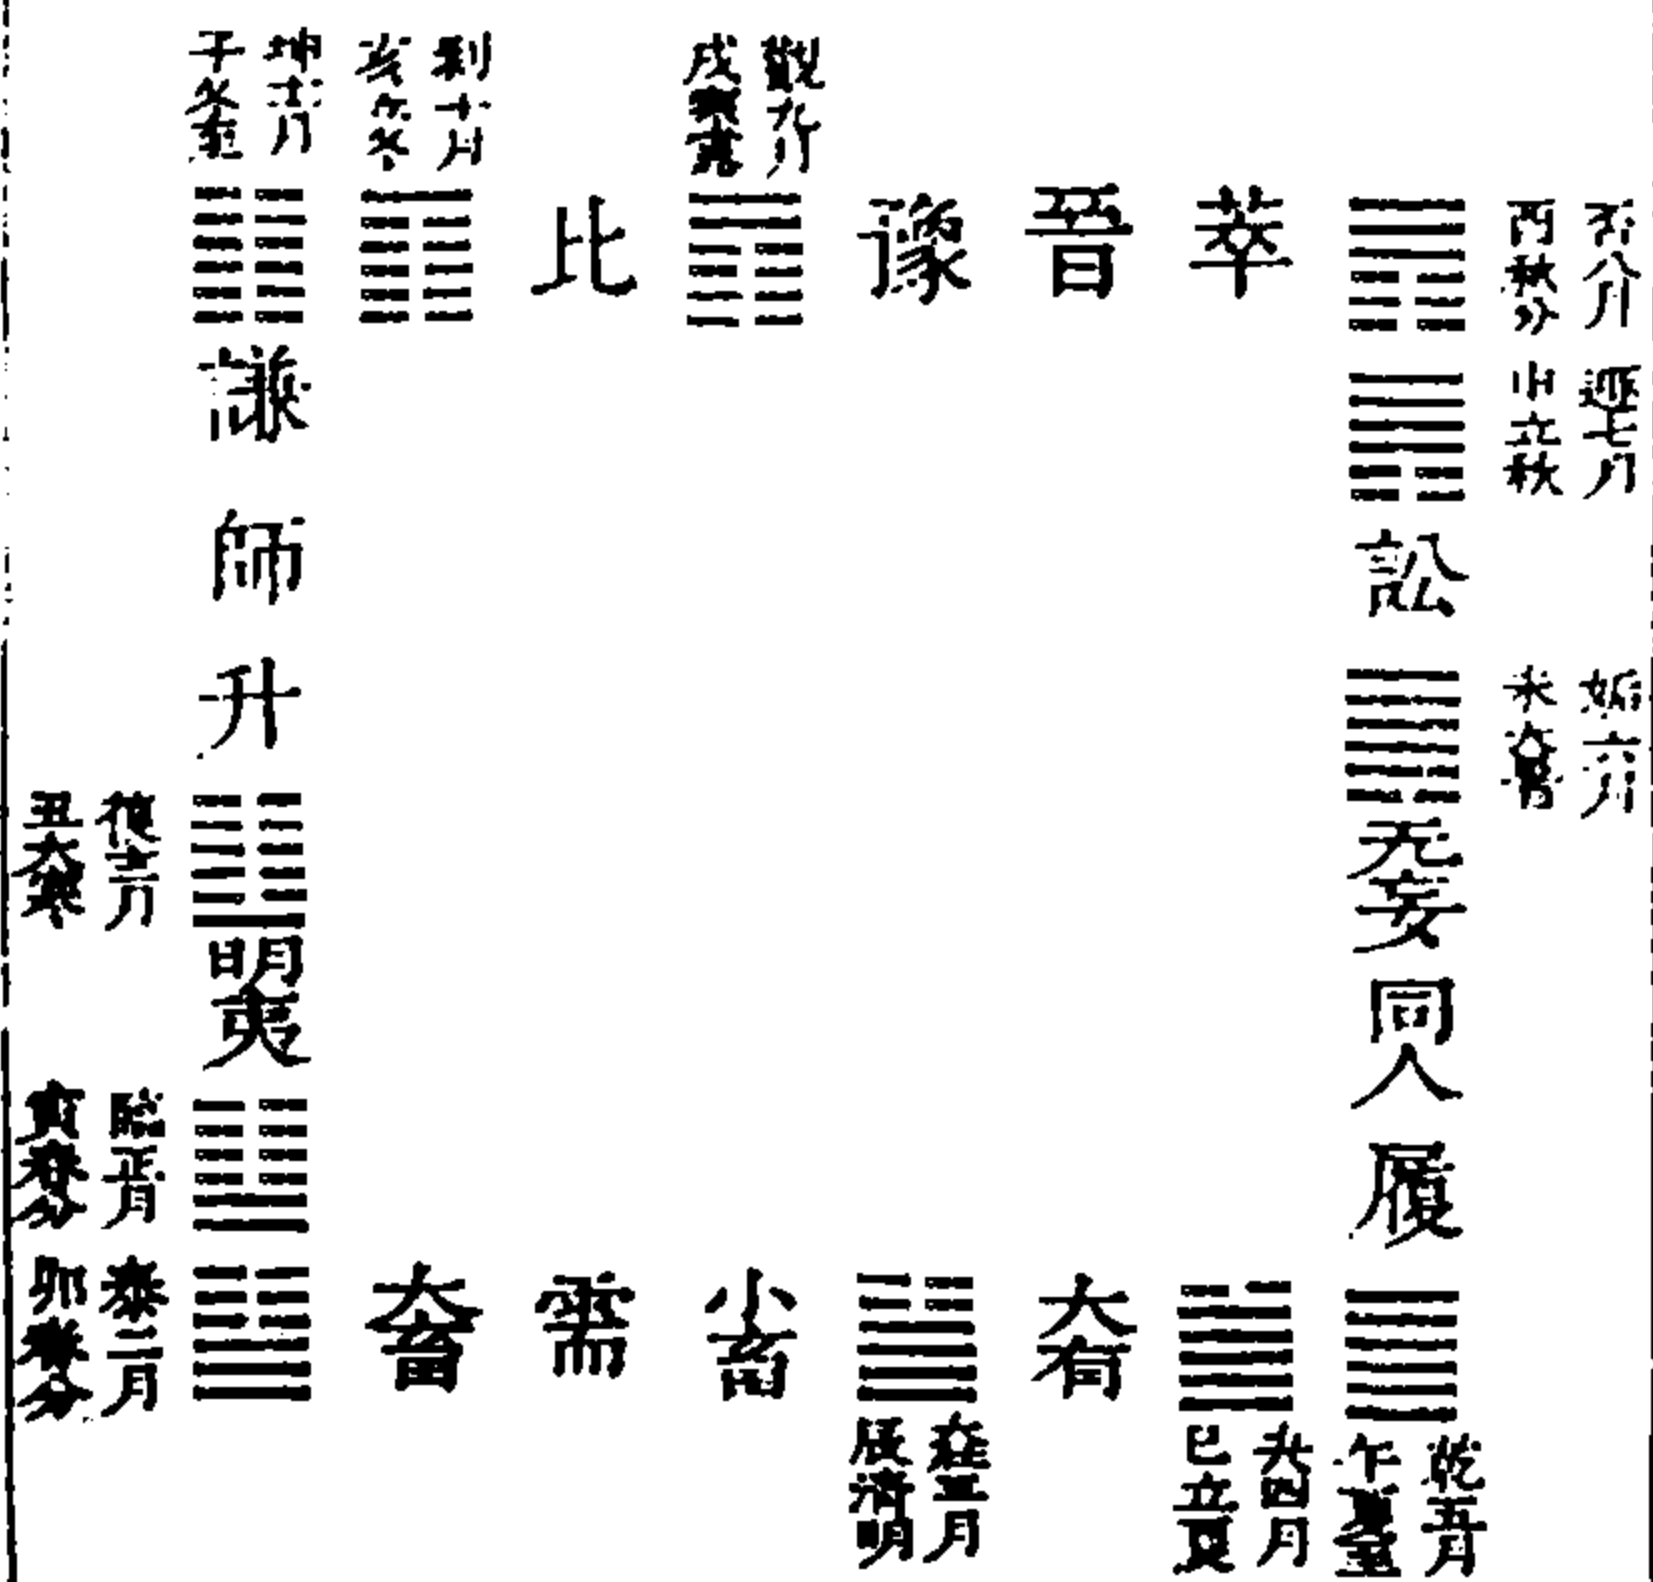 坤十一月
子冬至
剝十月
亥立冬
比
觀九月
戌寒露
豫
晉
萃
否八月
酉秋分
遯七月
申立秋
訟
姤六月
未大暑
无妄
同人
履
乾五月
午夏至
夬四月
巳立夏
大有
壯三月
辰清明
小畜
需
大畜
泰二月
卯春分
臨正月
寅春分
明夷
復十二月
丑大寒
升
師
謙